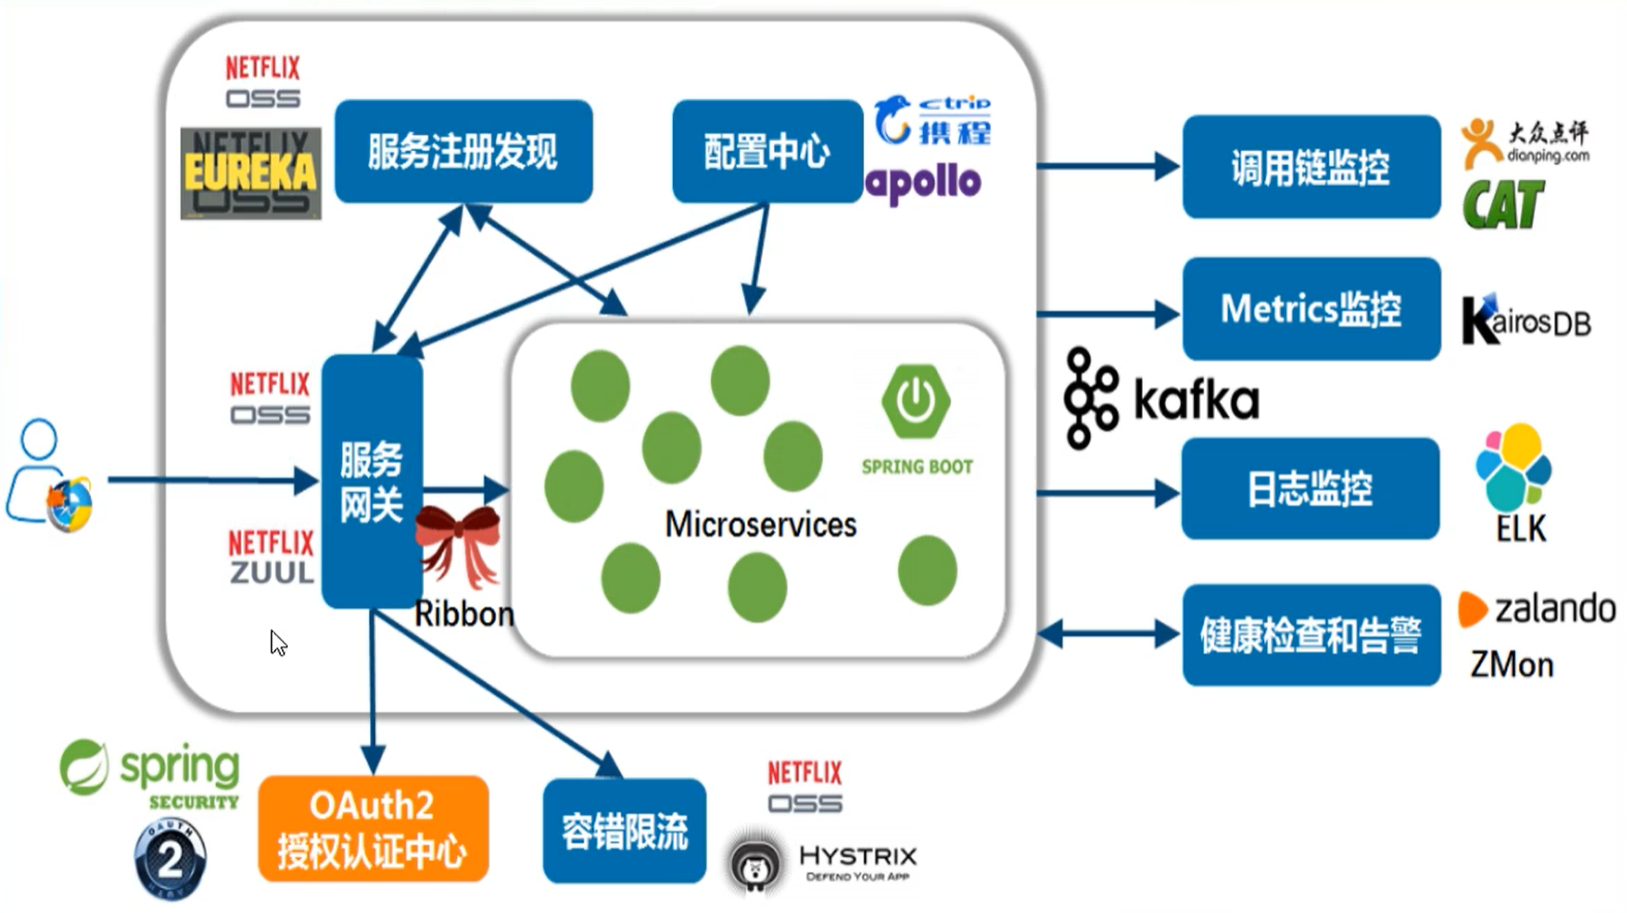 NETFLIX
OSS
NETFLIX
EUREKA
OSS
服务注册发现
配置中心
ctrip
携程
apollo
调用链监控
大众点评
dianping.com
CAT
Metrics监控
KairosDB
kafka
NETFLIX
OSS
服务
网关
NETFLIX
ZUUL
Ribbon
SPRING BOOT
Microservices
日志监控
ELK
健康检查和告警
zalando
ZMon
spring
SECURITY
OAUTH
2
OAuth2
授权认证中心
容错限流
NETFLIX
OSS
HYSTRIX
DEFEND YOUR APP